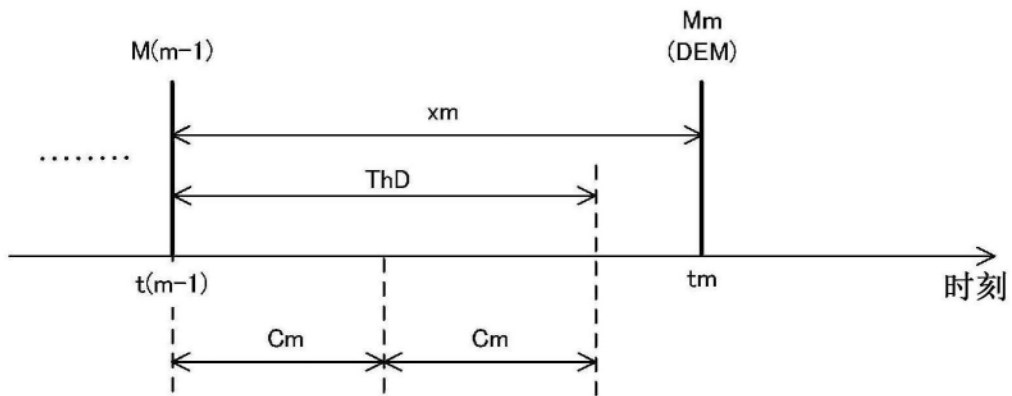 M(m-1)
Mm
(DEM)
xm
........
ThD
t(m-1)
tm
时刻
Cm
Cm